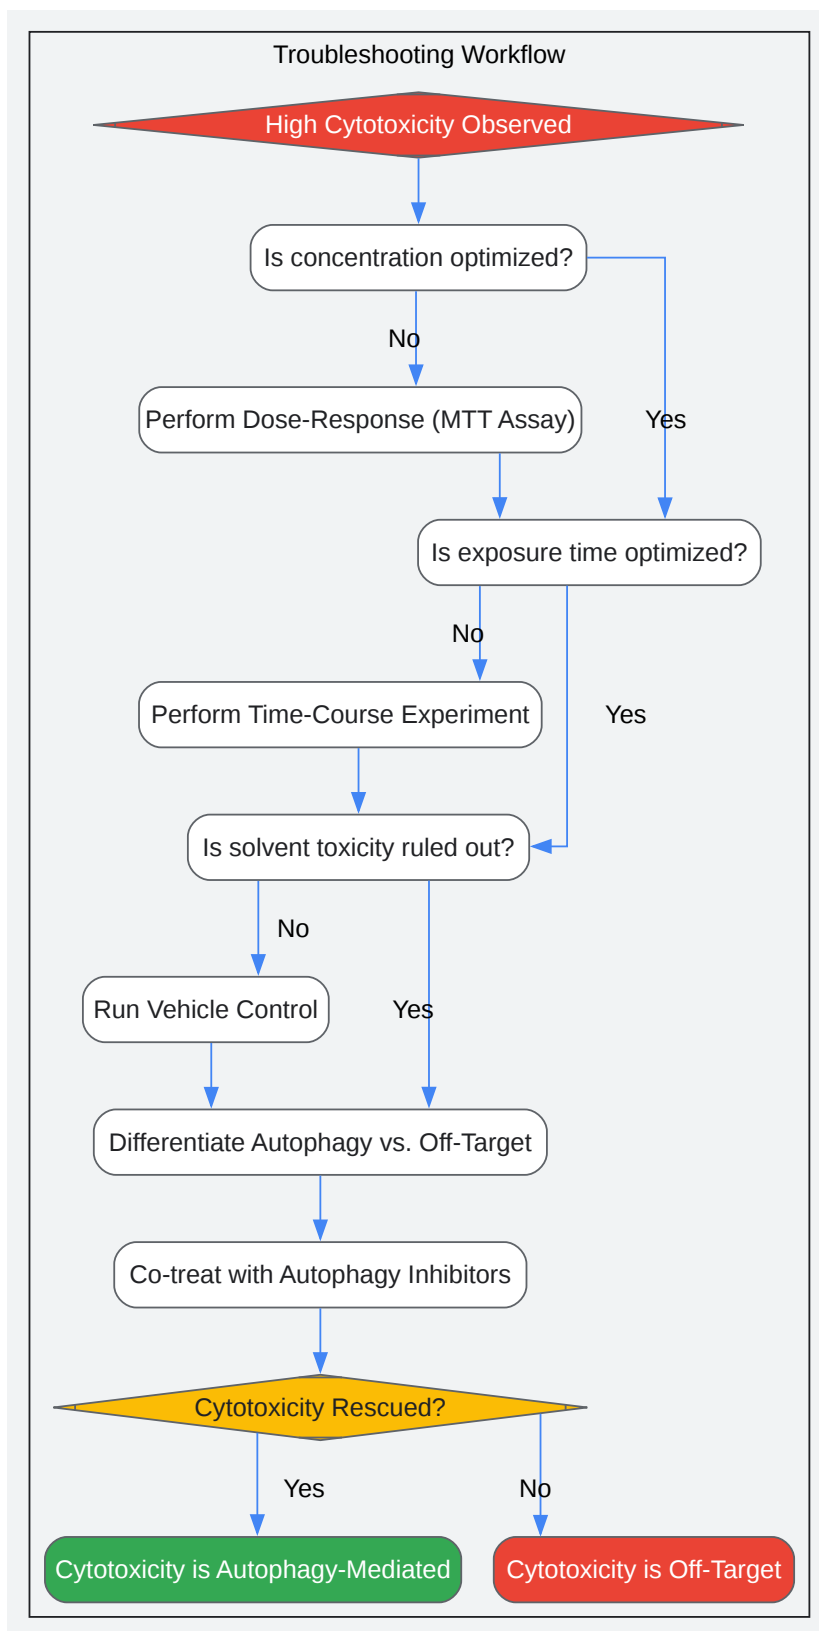 Troubleshooting Workflow
High Cytotoxicity Observed
Is concentration optimized?
No
Perform Dose-Response (MTT Assay)
Yes
Is exposure time optimized?
No
Perform Time-Course Experiment
Yes
Is solvent toxicity ruled out?
No
Run Vehicle Control
Yes
Differentiate Autophagy vs. Off-Target
Co-treat with Autophagy Inhibitors
Cytotoxicity Rescued?
Yes
No
Cytotoxicity is Autophagy-Mediated
Cytotoxicity is Off-Target